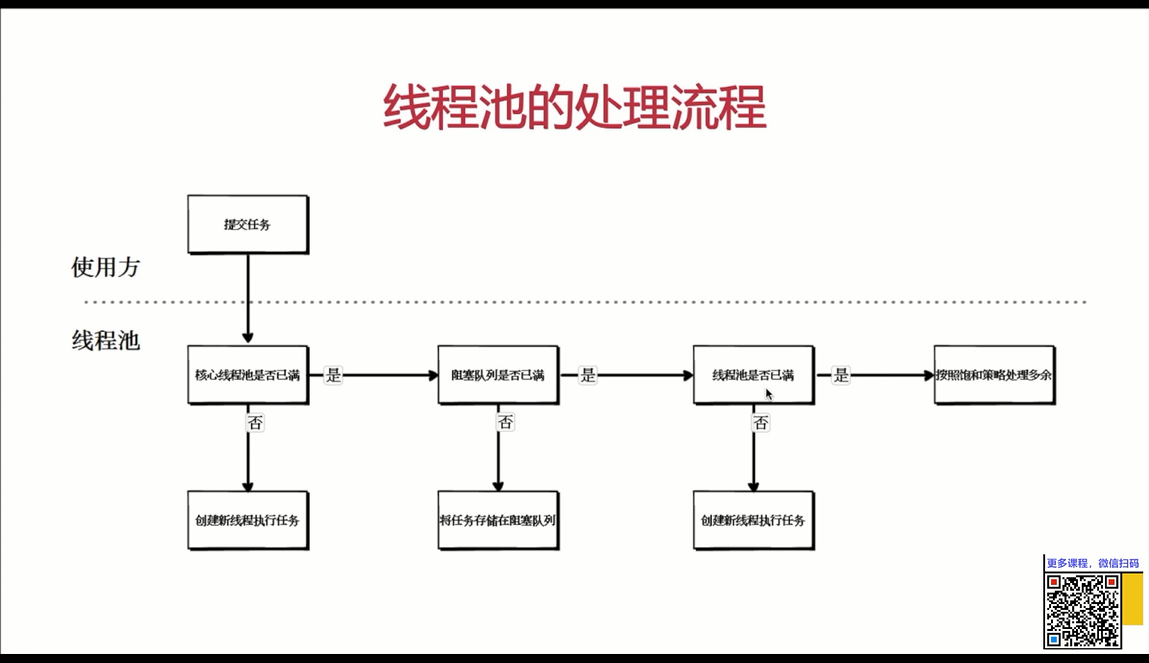 线程池的处理流程
提交任务
使用方
线程池
核心线程池是否已满
是
阻塞队列是否已满
是
线程池是否已满
是
按照饱和策略处理多余
否
否
否
创建新线程执行任务
将任务存储在阻塞队列
创建新线程执行任务
更多课程，微信扫码